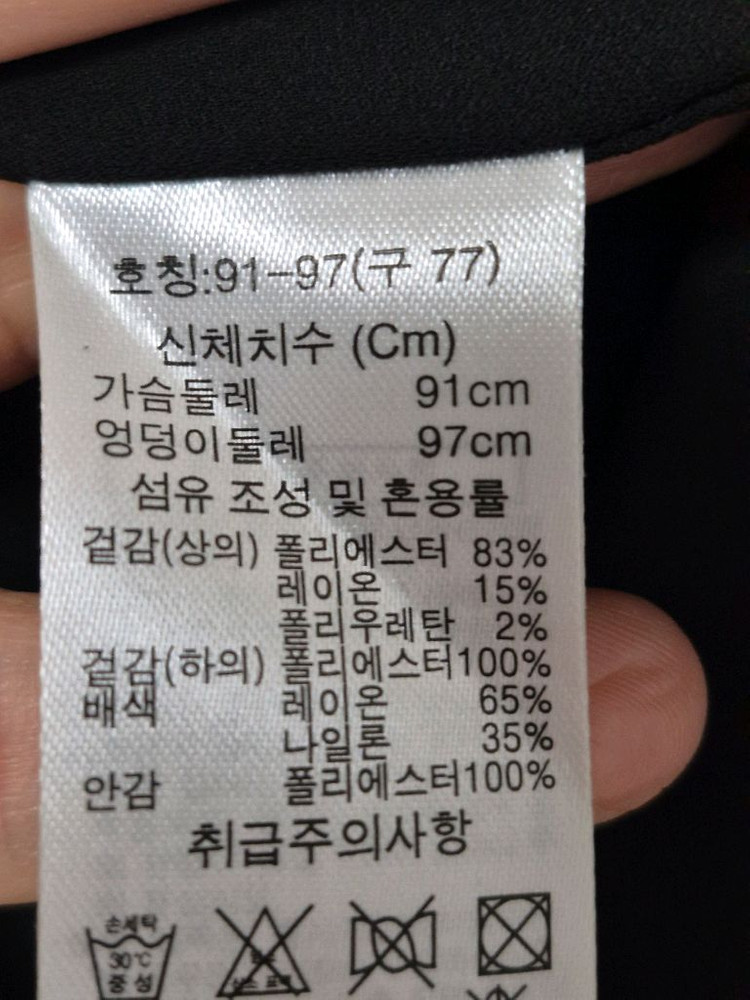 호칭:91-97(구 77)
신체치수 (Cm)
가슴둘레 91cm
엉덩이둘레 97cm
섬유 조성 및 혼용률
겉감(상의) 폴리에스터 83%
레이온 15%
폴리우레탄 2%
겉감(하의) 폴리에스터100%
배색 레이온 65%
나일론 35%
안감 폴리에스터100%
취급주의사항
손세탁
30℃
중성